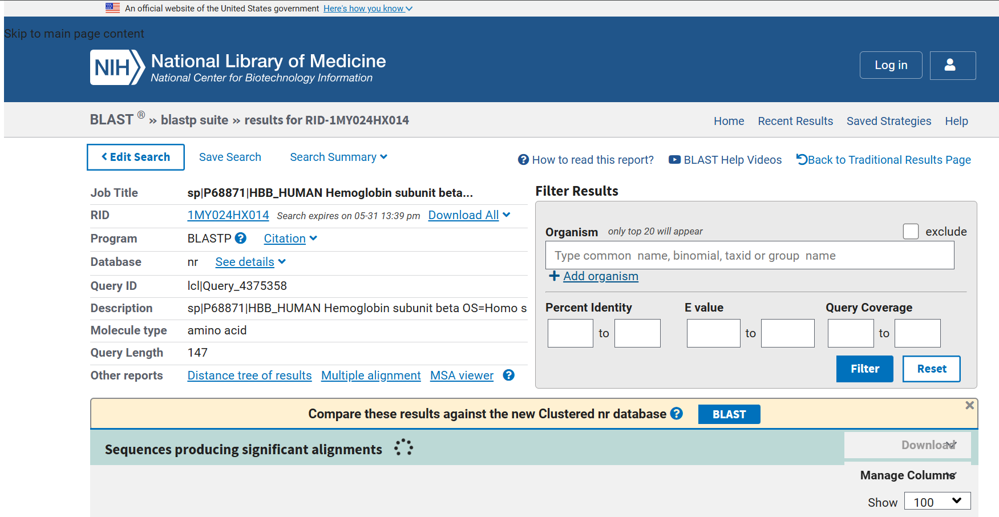 An official website of the United States government Here's how you know
Skip to main page content
NIH National Library of Medicine
National Center for Biotechnology Information
Log in
BLAST ® » blastp suite » results for RID-1MY024HX014
Home Recent Results Saved Strategies Help
Edit Search Save Search Search Summary
How to read this report? BLAST Help Videos Back to Traditional Results Page
Job Title sp|P68871|HBB_HUMAN Hemoglobin subunit beta...
RID 1MY024HX014 Search expires on 05-31 13:39 pm Download All
Program BLASTP Citation
Database nr See details
Query ID lcl|Query_4375358
Description sp|P68871|HBB_HUMAN Hemoglobin subunit beta OS=Homo s
Molecule type amino acid
Query Length 147
Other reports Distance tree of results Multiple alignment MSA viewer
Filter Results
Organism only top 20 will appear exclude
Type common name, binomial, taxid or group name
Add organism
Percent Identity E value Query Coverage
to to to
Filter Reset
Compare these results against the new Clustered nr database BLAST
Sequences producing significant alignments Download
Manage Columns
Show 100